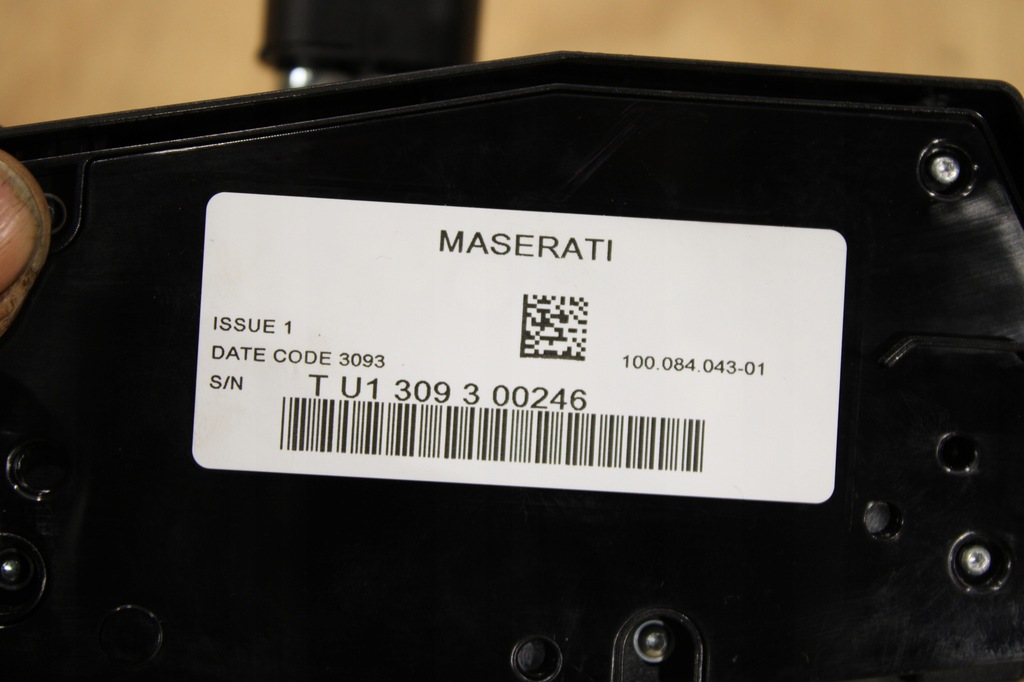 MASERATI
ISSUE 1
DATE CODE 3093
100.084.043-01
S/N T U1 309 3 00246